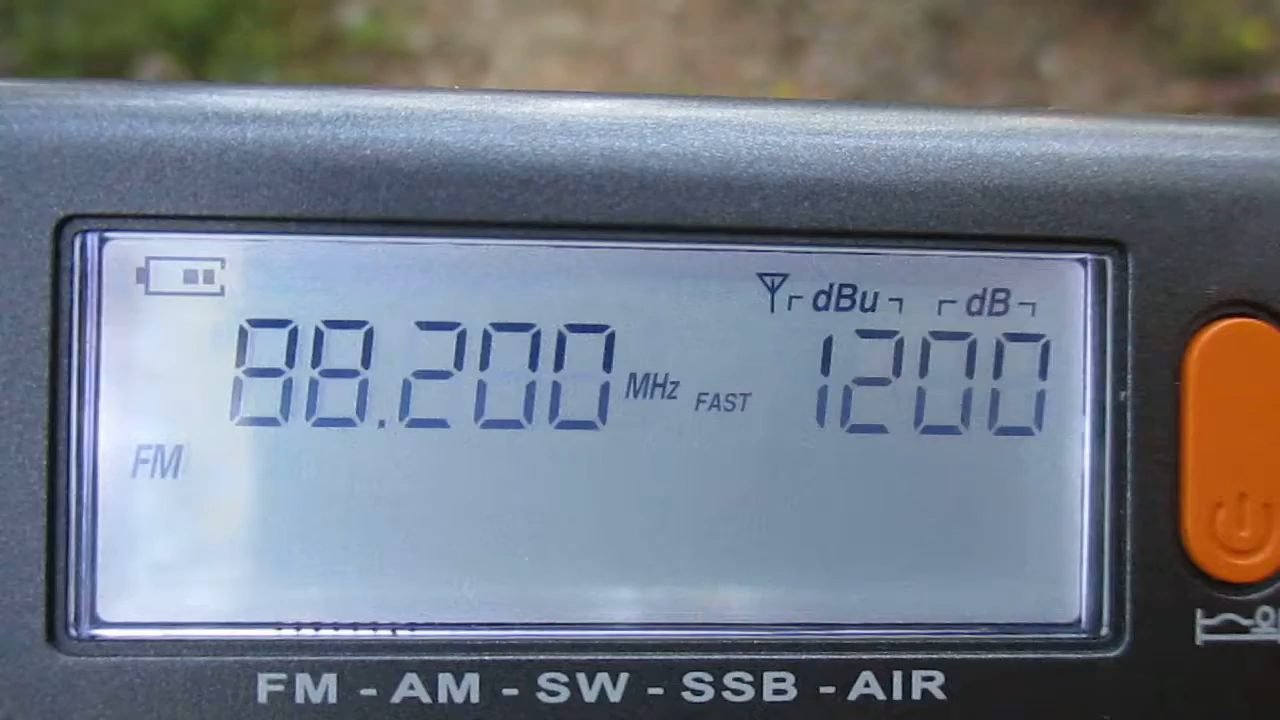 dBu dB
88.200 MHz FAST 1200
FM
FM - AM - SW - SSB - AIR